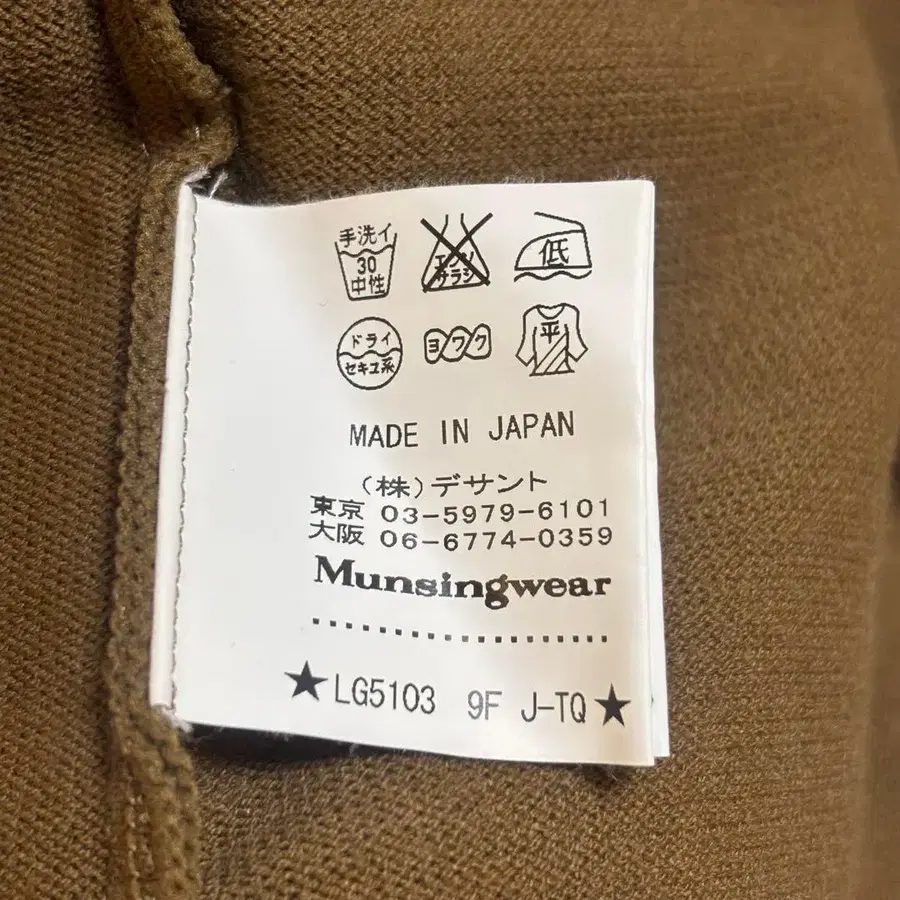 手洗イ
30
中性
エンソ
サラシ
低
ドライ
セキユ系
ヨワク
平
MADE IN JAPAN
(株)デサント
東京 03-5979-6101
大阪 06-6774-0359
Munsingwear
★LG5103 9F J-TQ★